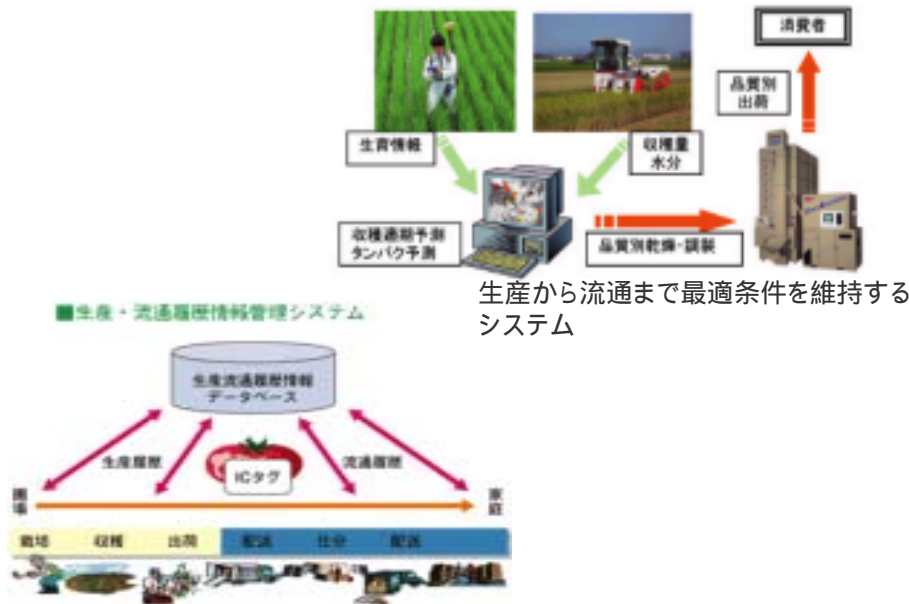 消費者
品質別
出荷
生育情報
収穫量
水分
収穫適期予測
タンパク予測
品質別乾燥・調製
生産から流通まで最適条件を維持する
システム
■生産・流通履歴情報管理システム
生産流通履歴情報
データベース
生産履歴
ICタグ
流通履歴
圃場
家庭
栽培 収穫 出荷 配送 仕分 配送